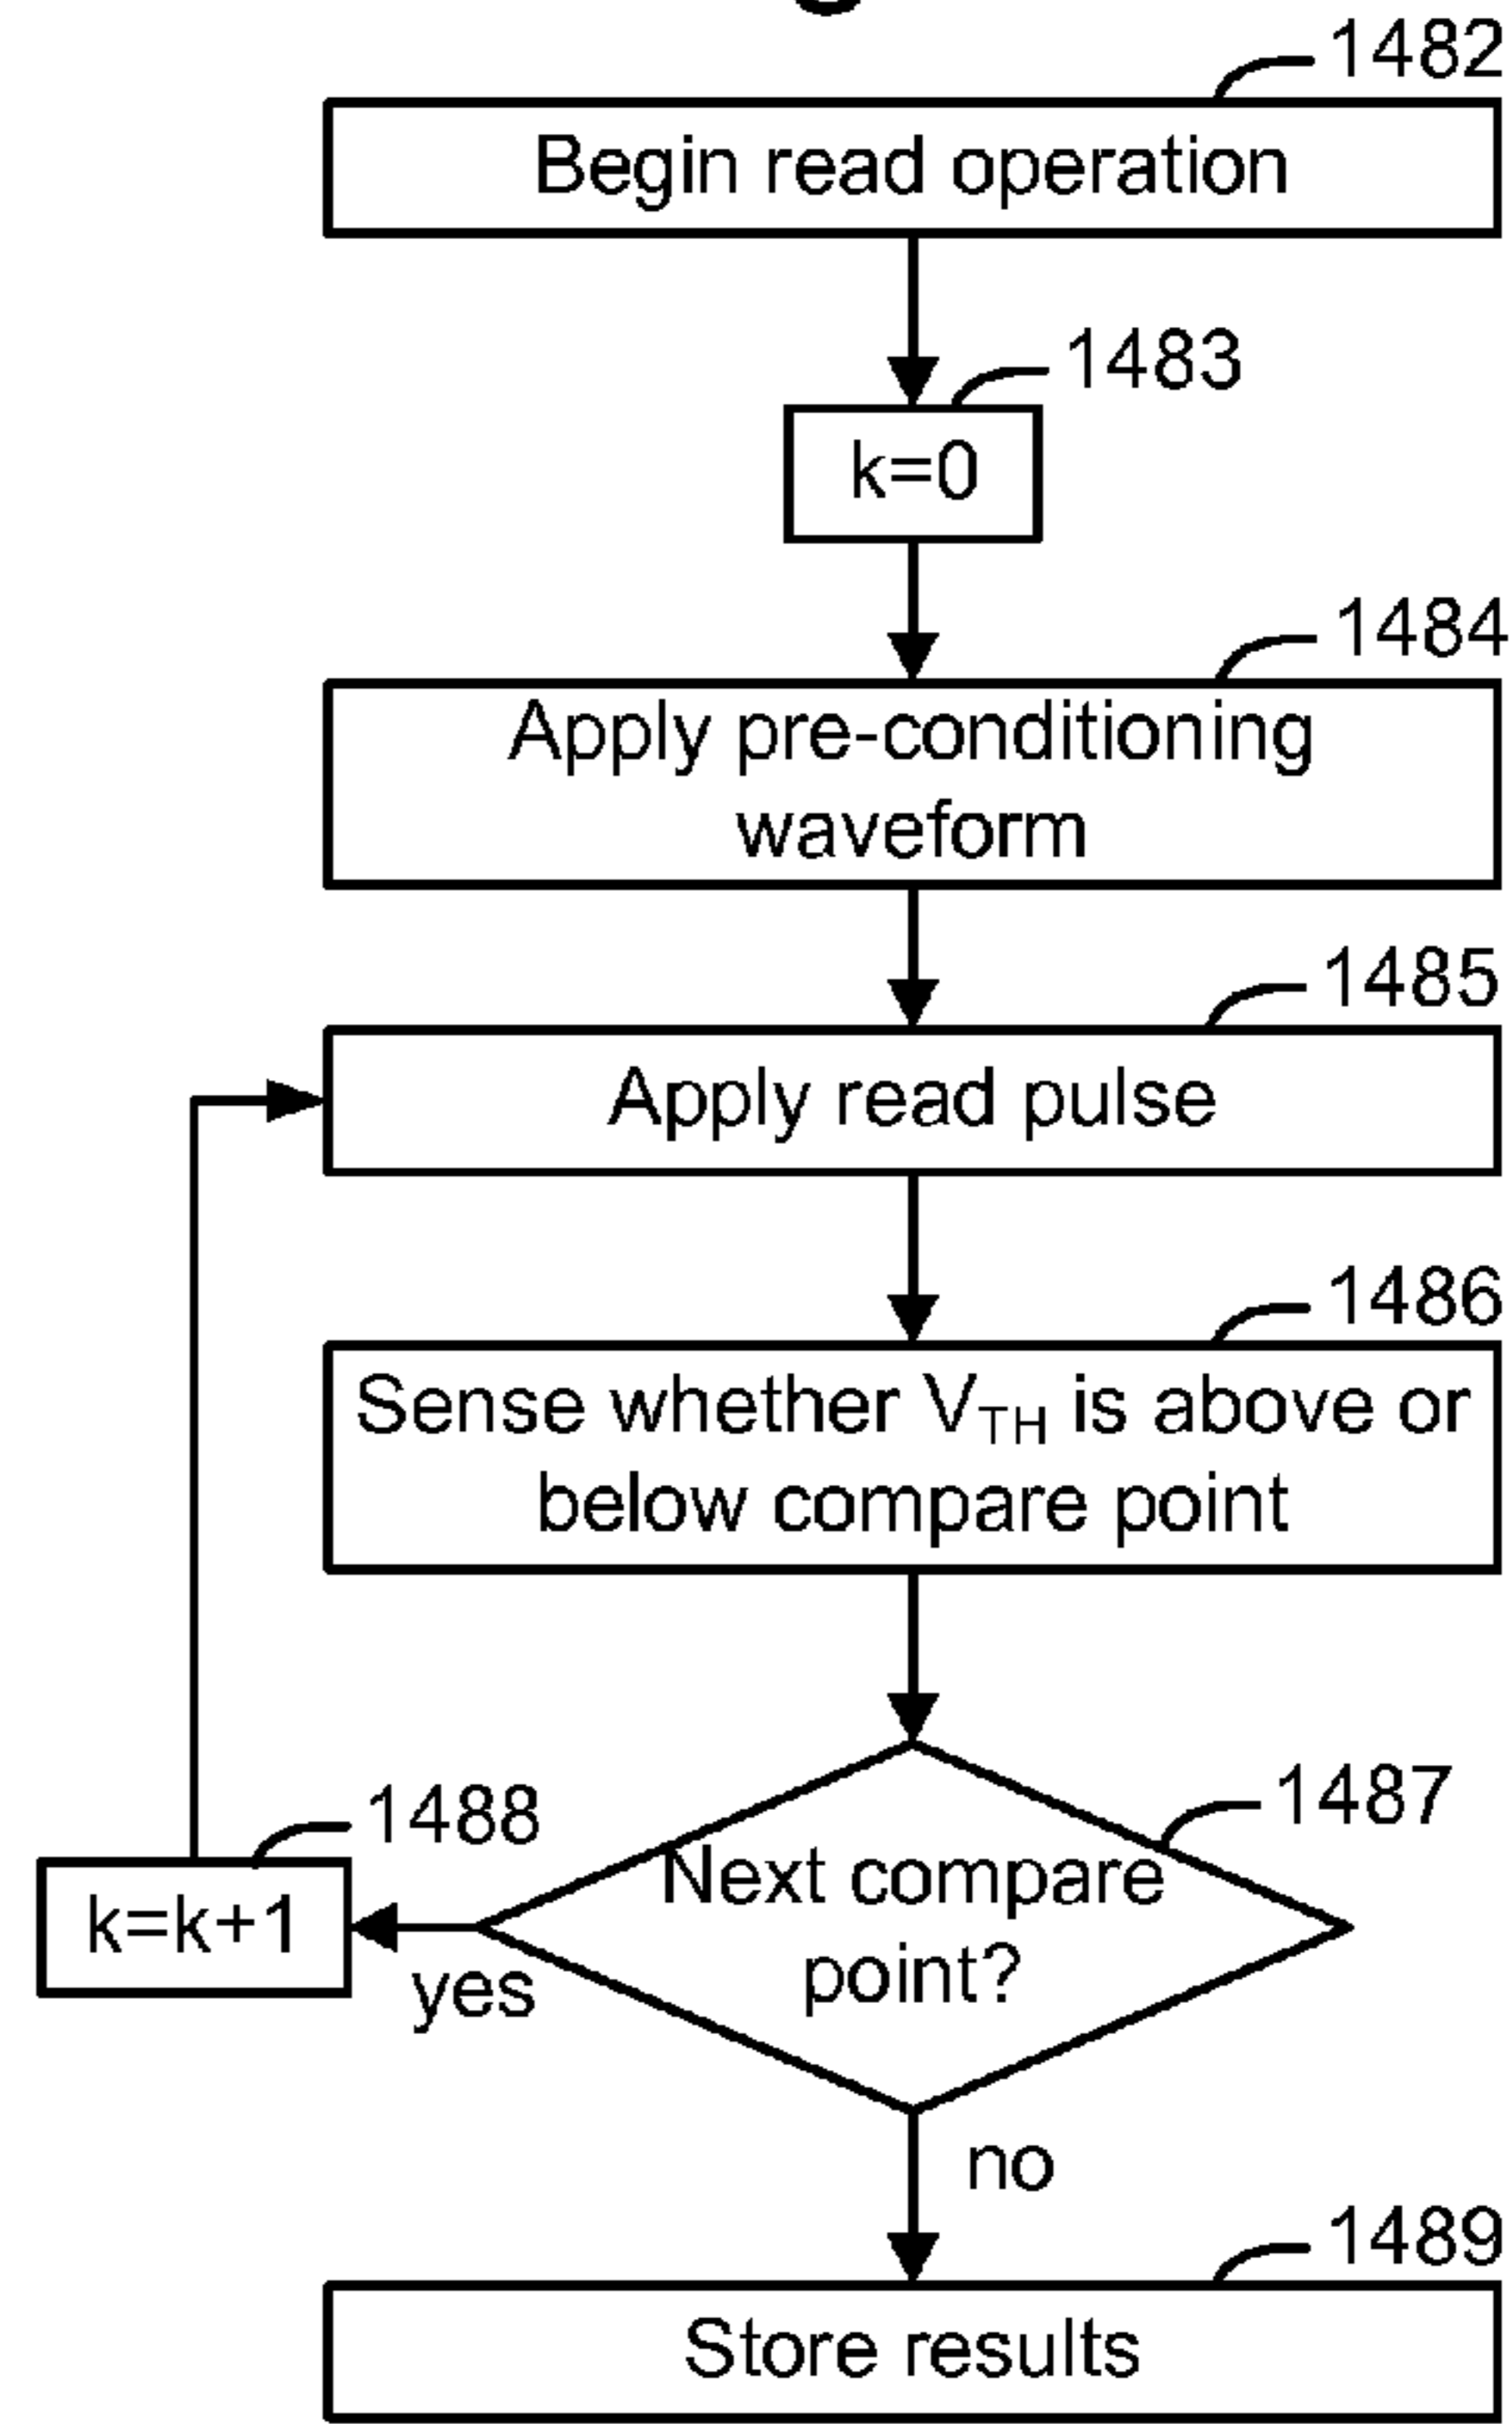 1482
Begin read operation
1483
k=0
1484
Apply pre-conditioning
waveform
1485
Apply read pulse
1486
Sense whether VTH is above or
below compare point
1487
Next compare
point?
1488
k=k+1
yes
no
1489
Store results